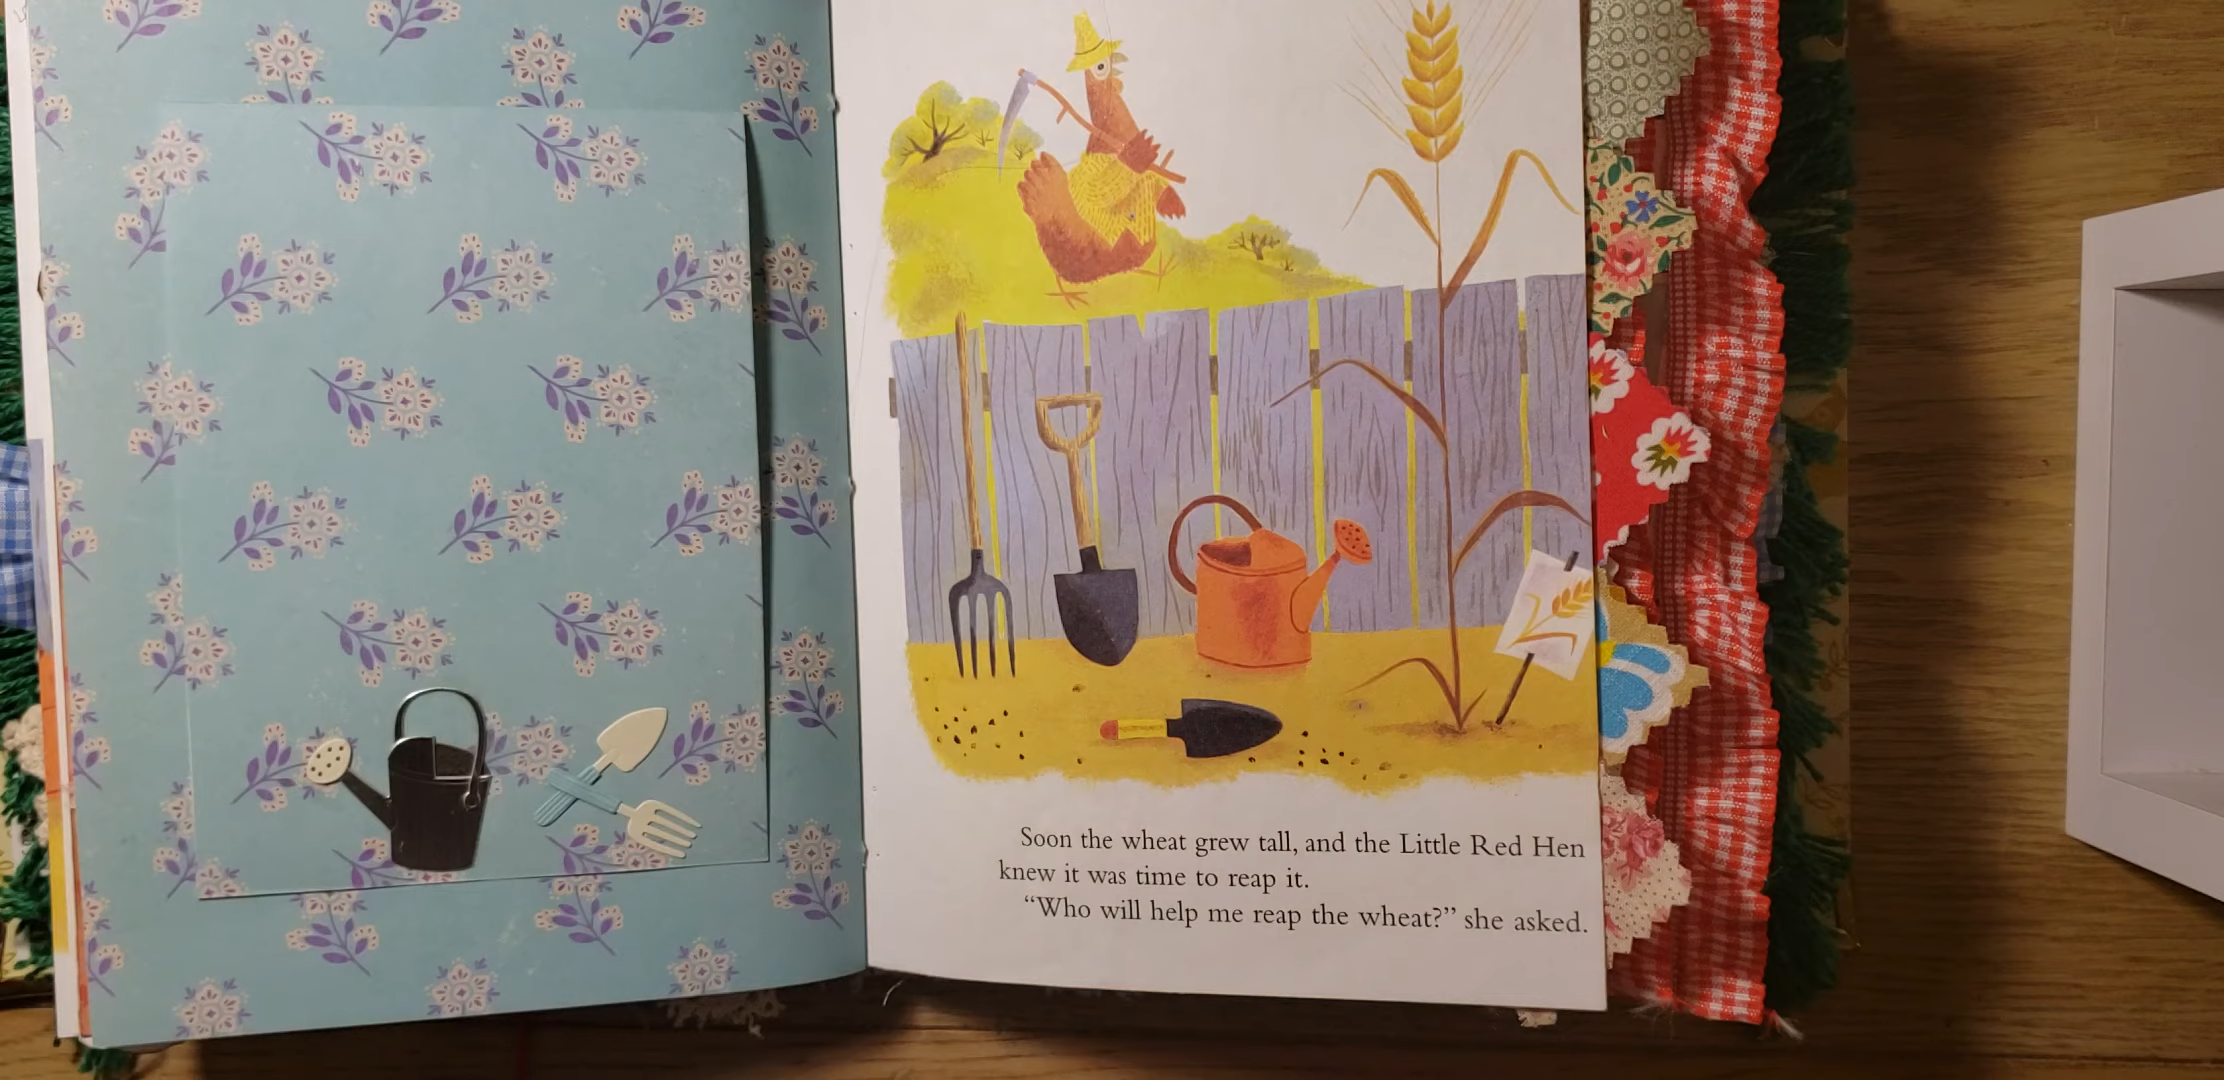 Soon the wheat grew tall, and the Little Red Hen
knew it was time to reap it.
“Who will help me reap the wheat?” she asked.